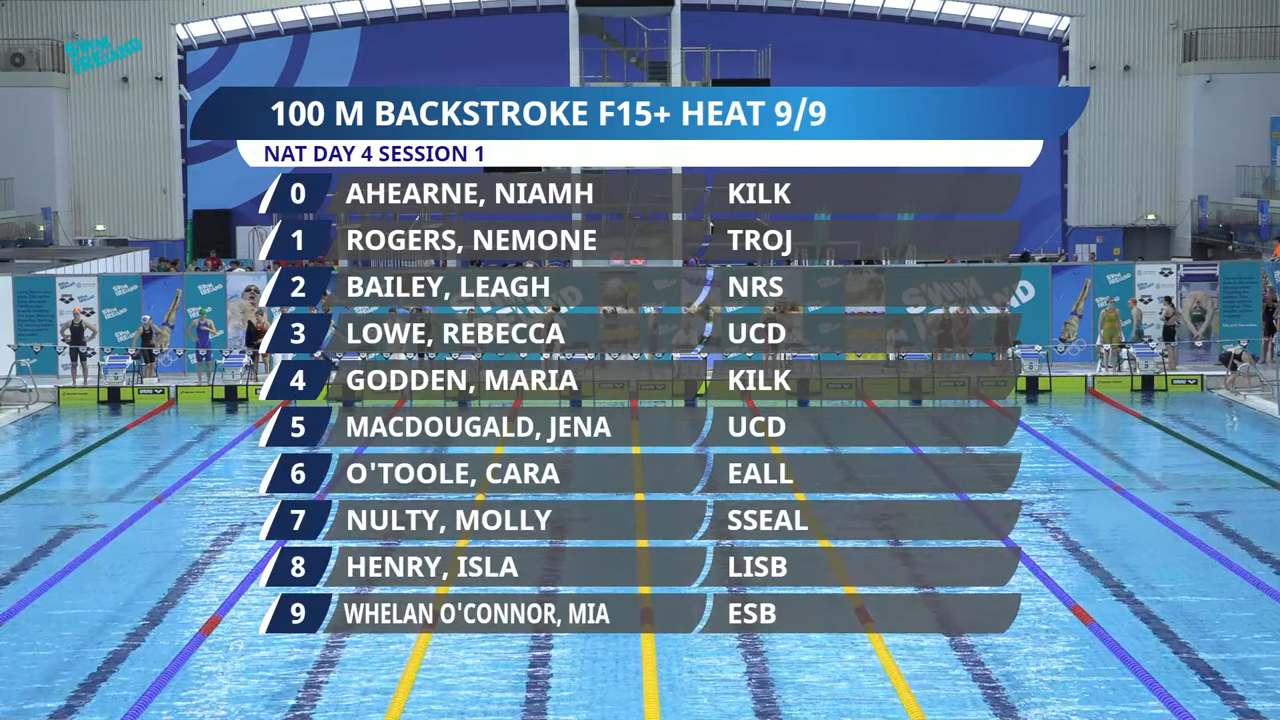 SWIM IRELAND
100 M BACKSTROKE F15+ HEAT 9/9
NAT DAY 4 SESSION 1
0 AHEARNE, NIAMH KILK
1 ROGERS, NEMONE TROJ
2 BAILEY, LEAGH NRS
3 LOWE, REBECCA UCD
4 GODDEN, MARIA KILK
5 MACDOUGALD, JENA UCD
6 O'TOOLE, CARA EALL
7 NULTY, MOLLY SSEAL
8 HENRY, ISLA LISB
9 WHELAN O'CONNOR, MIA ESB
SWIM IRELAND